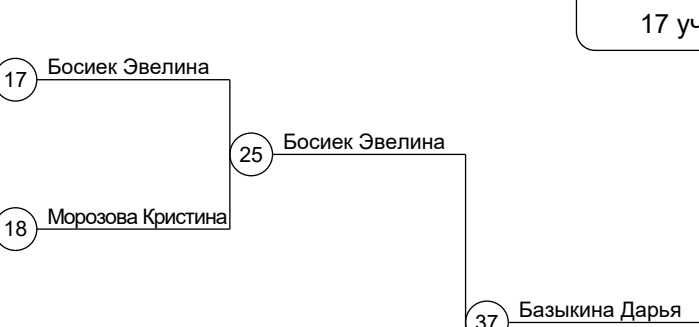 17 уч
17 Босиек Эвелина
25 Босиек Эвелина
18 Морозова Кристина
37 Базыкина Дарья